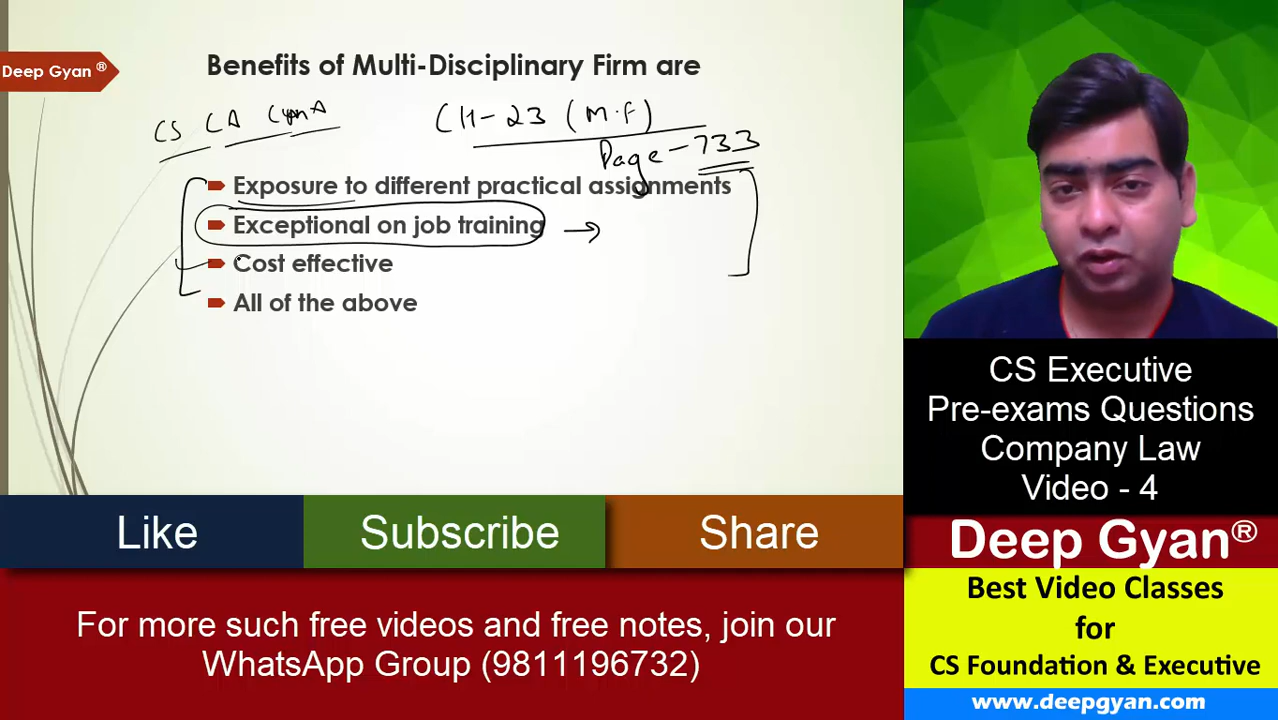 Deep Gyan ®
Benefits of Multi-Disciplinary Firm are
CS CA CMA
CH-23 (M.F)
Page - 733
Exposure to different practical assignments
Exceptional on job training
Cost effective
All of the above
CS Executive
Pre-exams Questions
Company Law
Video - 4
Like
Subscribe
Share
Deep Gyan®
Best Video Classes
for
CS Foundation & Executive
www.deepgyan.com
For more such free videos and free notes, join our
WhatsApp Group (9811196732)